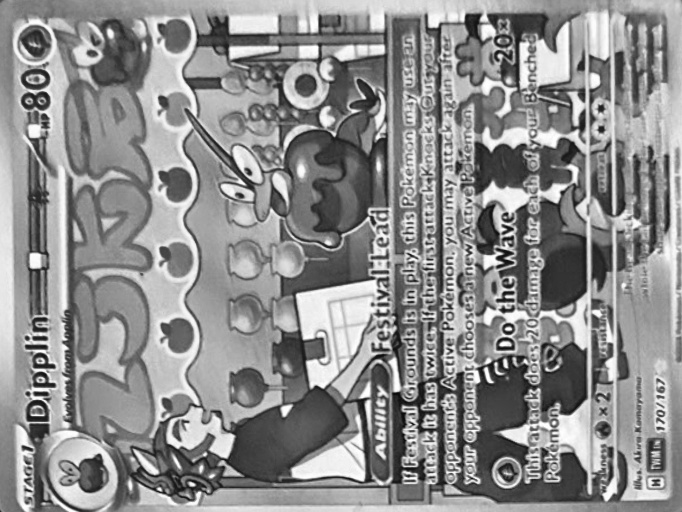 STAGE 1
Dipplin
HP 80
Evolves from Applin
Ability Festival Lead
If Festival Grounds is in play, this Pokémon may use an
attack it has twice. If the first attack Knocks Out your
opponent's Active Pokémon, you may attack again after
your opponent chooses a new Active Pokémon.
Do the Wave 20×
This attack does 20 damage for each of your Benched
Pokémon.
weakness ×2 resistance retreat
Illus. Akira Komayama
H TWM EN 170/167